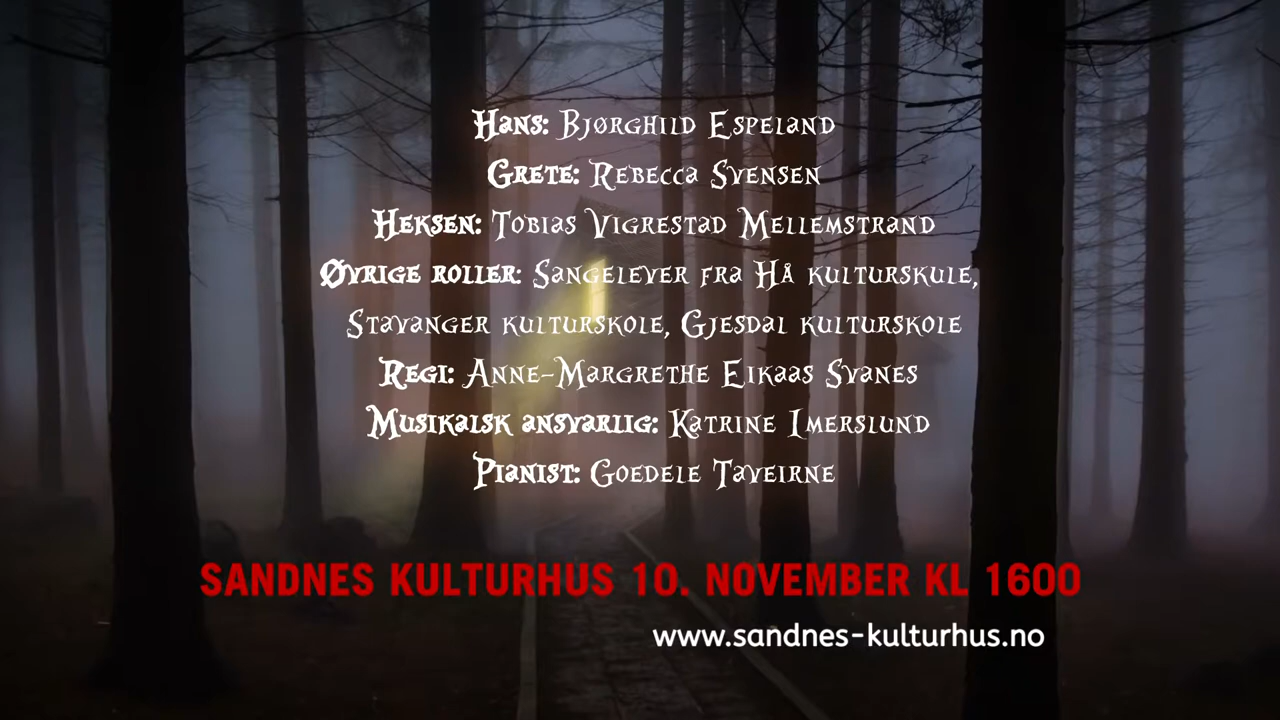 Hans: Bjørghild Espeland
Grete: Rebecca Svensen
Heksen: Tobias Vigrestad Mellemstrand
Øvrige roller: Sangelever fra Hå kulturskule,
Stavanger kulturskole, Gjesdal kulturskole
Regi: Anne-Margrethe Eikaas Svanes
Musikalsk ansvarlig: Katrine Imerslund
Pianist: Goedele Taveirne
SANDNES KULTURHUS 10. NOVEMBER KL 1600
www.sandnes-kulturhus.no